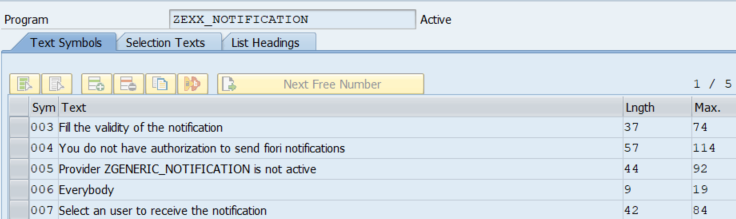 Program ZEXX_NOTIFICATION Active
Text Symbols Selection Texts List Headings
Next Free Number 1 / 5
Sym Text Lngth Max.
003 Fill the validity of the notification 37 74
004 You do not have authorization to send fiori notifications 57 114
005 Provider ZGENERIC_NOTIFICATION is not active 44 92
006 Everybody 9 19
007 Select an user to receive the notification 42 84